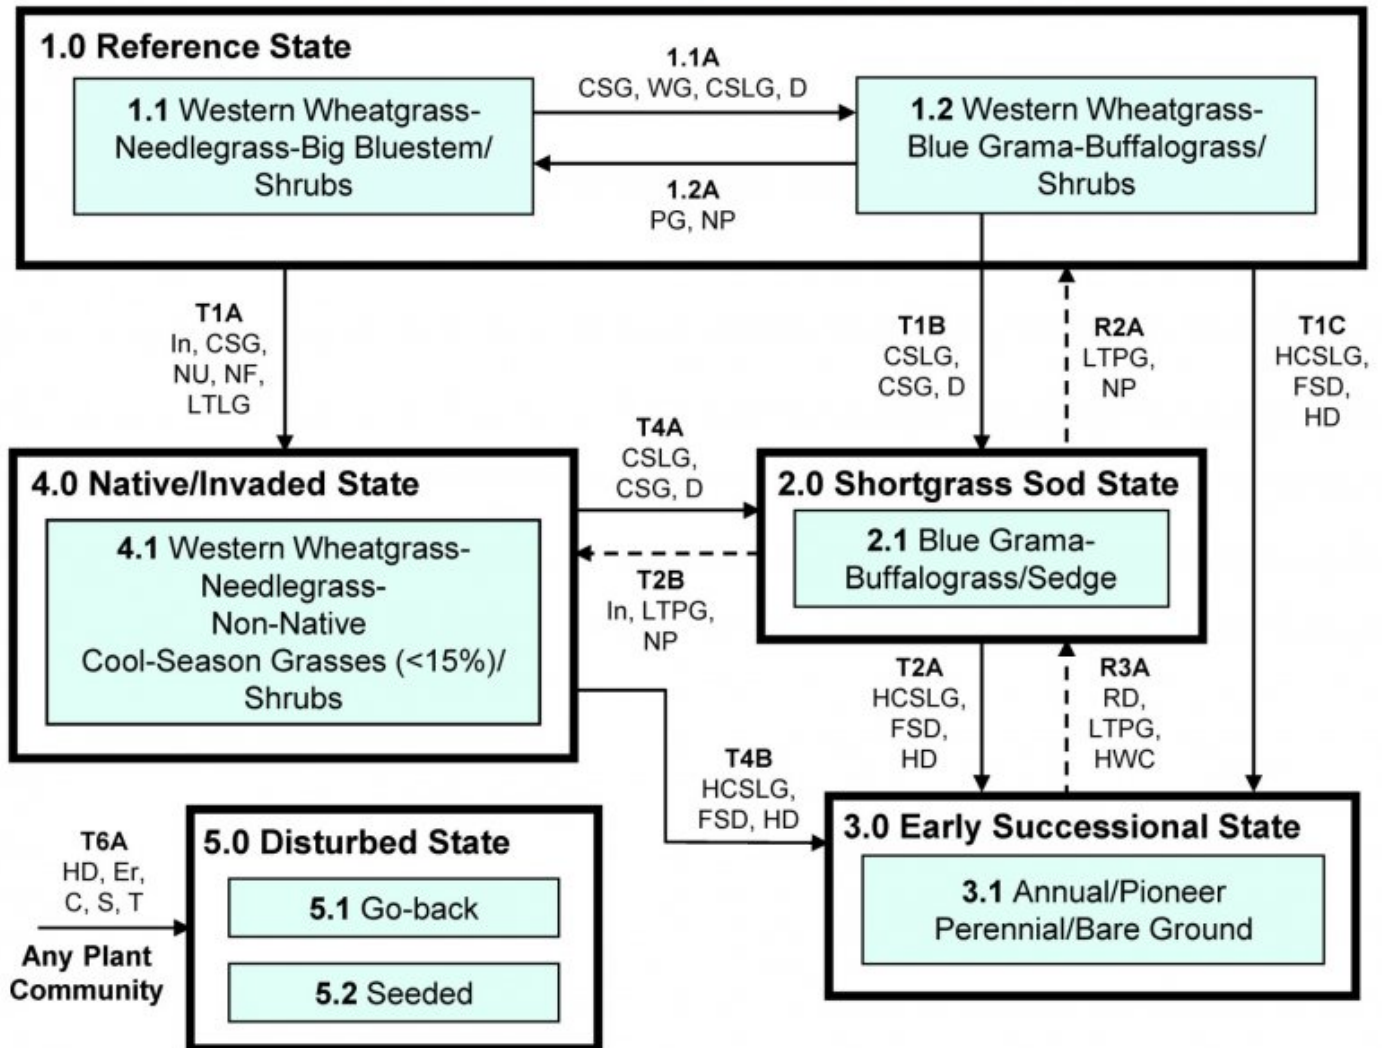 1.0 Reference State
1.1 Western Wheatgrass-
Needlegrass-Big Bluestem/
Shrubs
1.1A
CSG, WG, CSLG, D
1.2A
PG, NP
1.2 Western Wheatgrass-
Blue Grama-Buffalograss/
Shrubs
T1A
In, CSG,
NU, NF,
LTLG
T1B
CSLG,
CSG, D
R2A
LTPG,
NP
T1C
HCSLG,
FSD,
HD
4.0 Native/Invaded State
4.1 Western Wheatgrass-
Needlegrass-
Non-Native
Cool-Season Grasses (<15%)/
Shrubs
T4A
CSLG,
CSG, D
T2B
In, LTPG,
NP
2.0 Shortgrass Sod State
2.1 Blue Grama-
Buffalograss/Sedge
T2A
HCSLG,
FSD,
HD
R3A
RD,
LTPG,
HWC
T4B
HCSLG,
FSD, HD
3.0 Early Successional State
3.1 Annual/Pioneer
Perennial/Bare Ground
T6A
HD, Er,
C, S, T
Any Plant
Community
5.0 Disturbed State
5.1 Go-back
5.2 Seeded